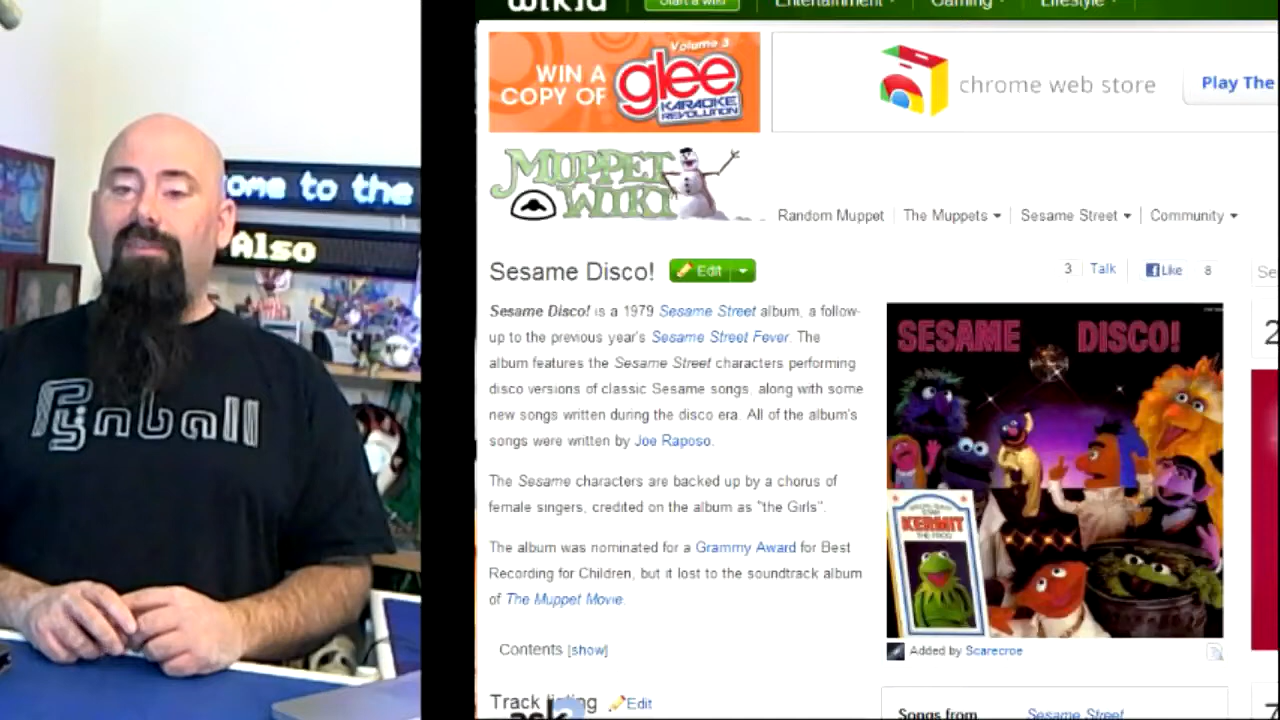 ome to the
Also
Pynball
wikia
Start a wiki
Entertainment
Gaming
Lifestyle
WIN A
COPY OF
Volume 3
glee
KARAOKE
REVOLUTION
chrome web store
Play The
MUPPET
WIKI
Random Muppet
The Muppets
Sesame Street
Community
Sesame Disco!
Edit
3 Talk
Like 8
Se
Sesame Disco! is a 1979 Sesame Street album, a follow-
up to the previous year's Sesame Street Fever. The
album features the Sesame Street characters performing
disco versions of classic Sesame songs, along with some
new songs written during the disco era. All of the album's
songs were written by Joe Raposo.
The Sesame characters are backed up by a chorus of
female singers, credited on the album as "the Girls".
The album was nominated for a Grammy Award for Best
Recording for Children, but it lost to the soundtrack album
of The Muppet Movie.
Contents [show]
Track listing
Edit
SESAME DISCO!
KERMIT
THE FROG
Added by Scarecroe
Songs from
Sesame Street
2